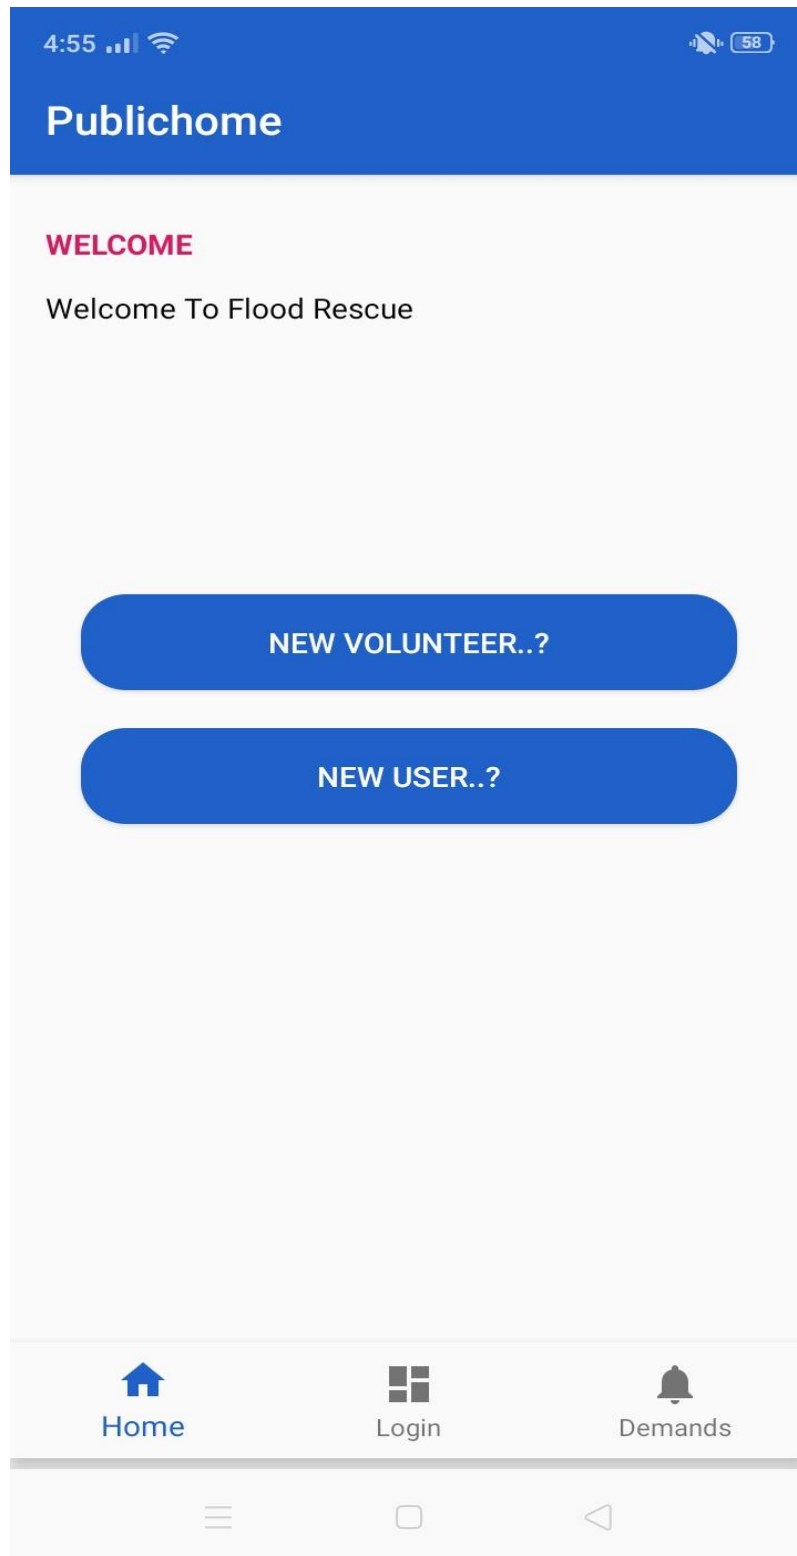 4:55
58
Publichome
WELCOME
Welcome To Flood Rescue
NEW VOLUNTEER..?
NEW USER..?
Home Login Demands